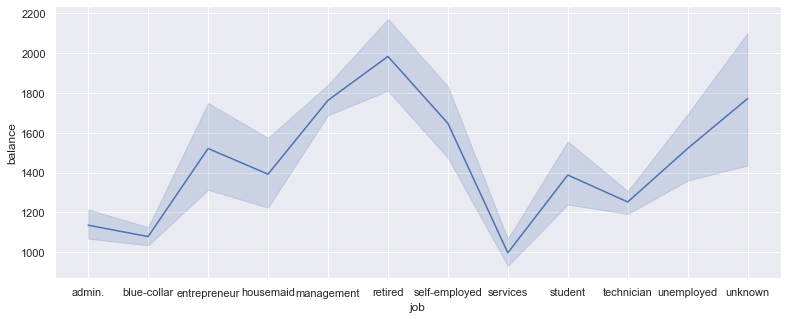 2200
2000
1800
1600
1400
1200
1000
balance
admin. blue-collar entrepreneur housemaid management retired self-employed services student technician unemployed unknown
job